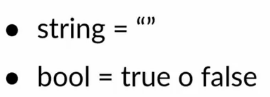 ● string = “”
● bool = true o false